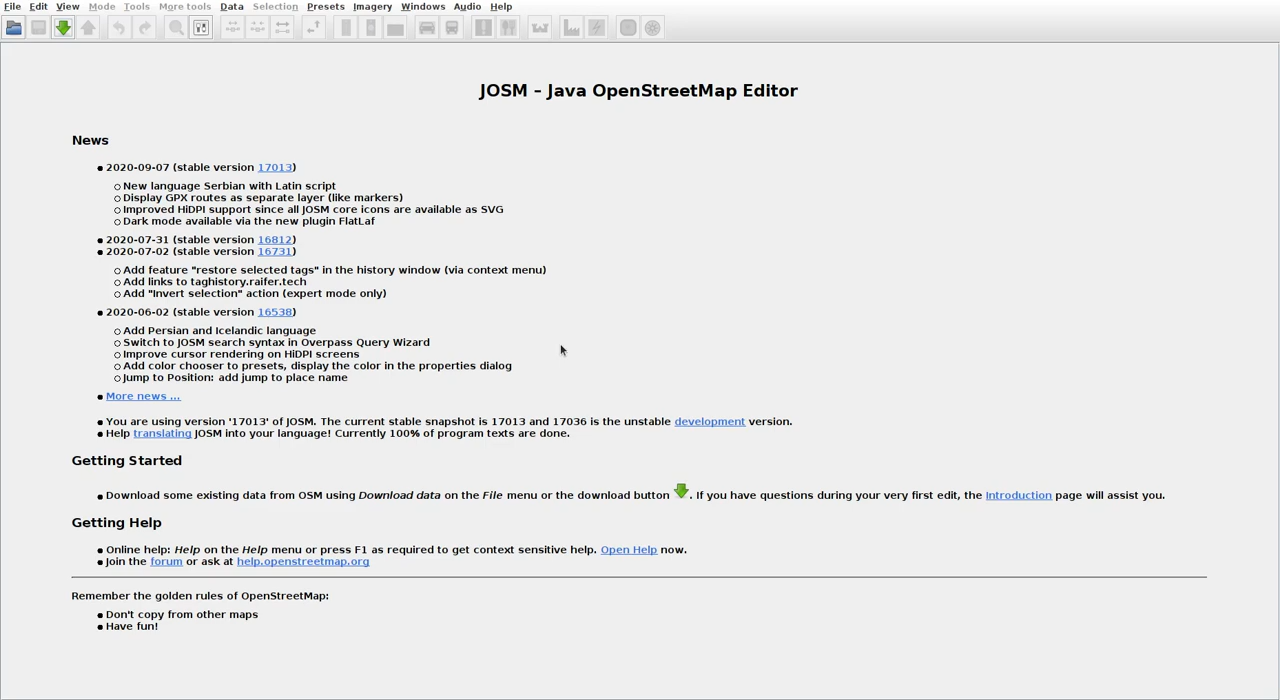 File Edit View Mode Tools More tools Data Selection Presets Imagery Windows Audio Help
JOSM – Java OpenStreetMap Editor
News
2020-09-07 (stable version 17013)
New language Serbian with Latin script
Display GPX routes as separate layer (like markers)
Improved HiDPI support since all JOSM core icons are available as SVG
Dark mode available via the new plugin FlatLaf
2020-07-31 (stable version 16812)
2020-07-02 (stable version 16731)
Add feature "restore selected tags" in the history window (via context menu)
Add links to taghistory.raifer.tech
Add "Invert selection" action (expert mode only)
2020-06-02 (stable version 16538)
Add Persian and Icelandic language
Switch to JOSM search syntax in Overpass Query Wizard
Improve cursor rendering on HiDPI screens
Add color chooser to presets, display the color in the properties dialog
Jump to Position: add jump to place name
More news ...
You are using version '17013' of JOSM. The current stable snapshot is 17013 and 17036 is the unstable development version.
Help translating JOSM into your language! Currently 100% of program texts are done.
Getting Started
Download some existing data from OSM using Download data on the File menu or the download button . If you have questions during your very first edit, the Introduction page will assist you.
Getting Help
Online help: Help on the Help menu or press F1 as required to get context sensitive help. Open Help now.
Join the forum or ask at help.openstreetmap.org
Remember the golden rules of OpenStreetMap:
Don't copy from other maps
Have fun!